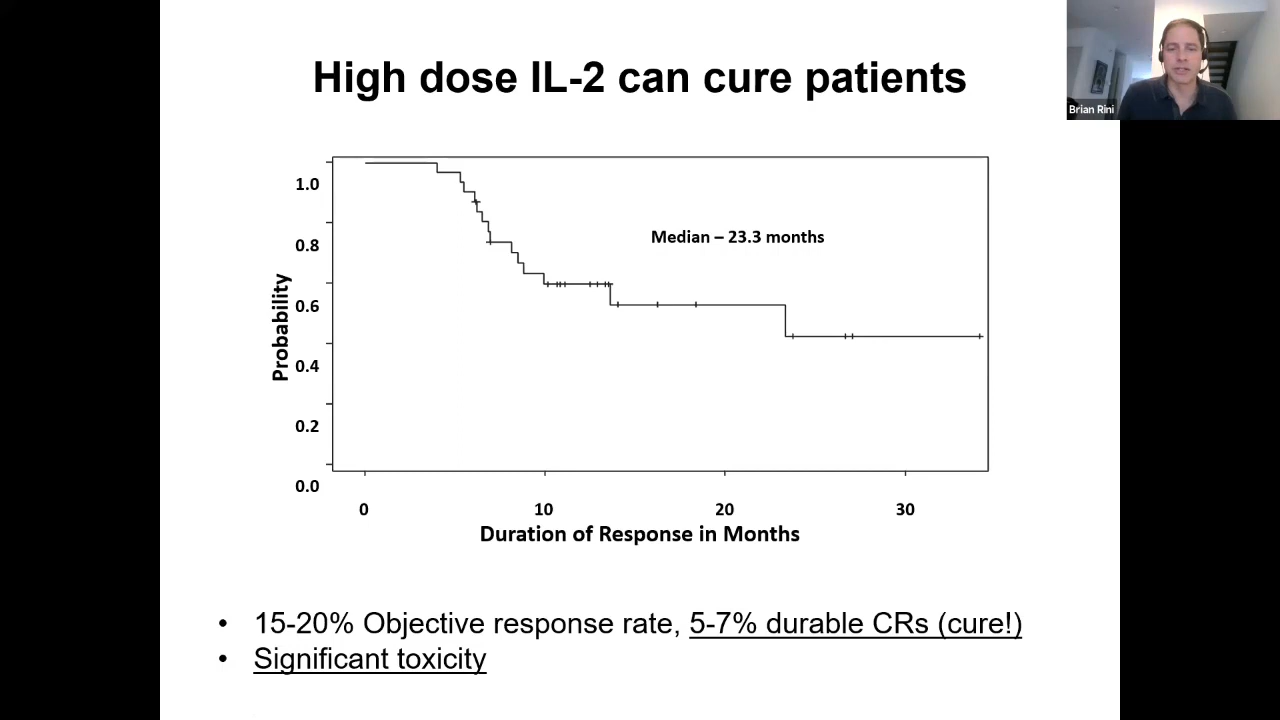 High dose IL-2 can cure patients
Brian Rini
1.0
0.8
0.6
0.4
0.2
0.0
Probability
Median – 23.3 months
0 10 20 30
Duration of Response in Months
• 15-20% Objective response rate, 5-7% durable CRs (cure!)
• Significant toxicity